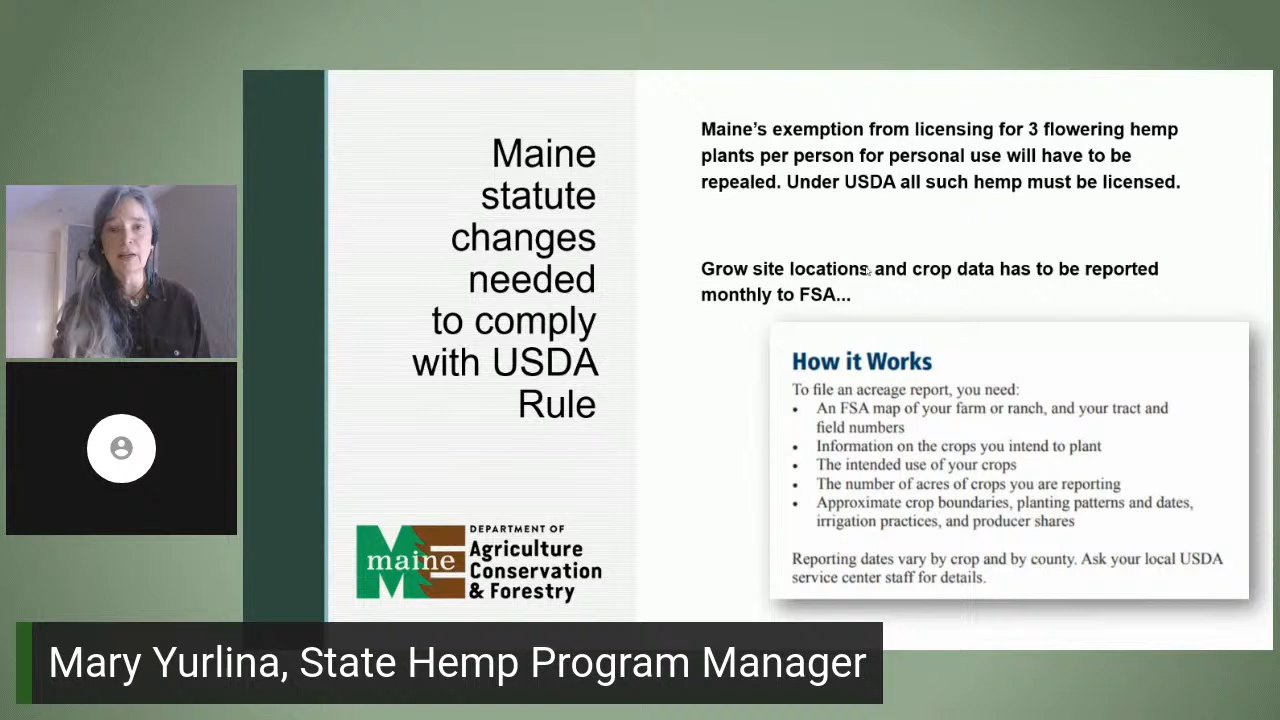 Maine
statute
changes
needed
to comply
with USDA
Rule
maine
DEPARTMENT OF
Agriculture
Conservation
& Forestry
Maine's exemption from licensing for 3 flowering hemp
plants per person for personal use will have to be
repealed. Under USDA all such hemp must be licensed.
Grow site locations and crop data has to be reported
monthly to FSA...
How it Works
To file an acreage report, you need:
• An FSA map of your farm or ranch, and your tract and
field numbers
• Information on the crops you intend to plant
• The intended use of your crops
• The number of acres of crops you are reporting
• Approximate crop boundaries, planting patterns and dates,
irrigation practices, and producer shares
Reporting dates vary by crop and by county. Ask your local USDA
service center staff for details.
Mary Yurlina, State Hemp Program Manager